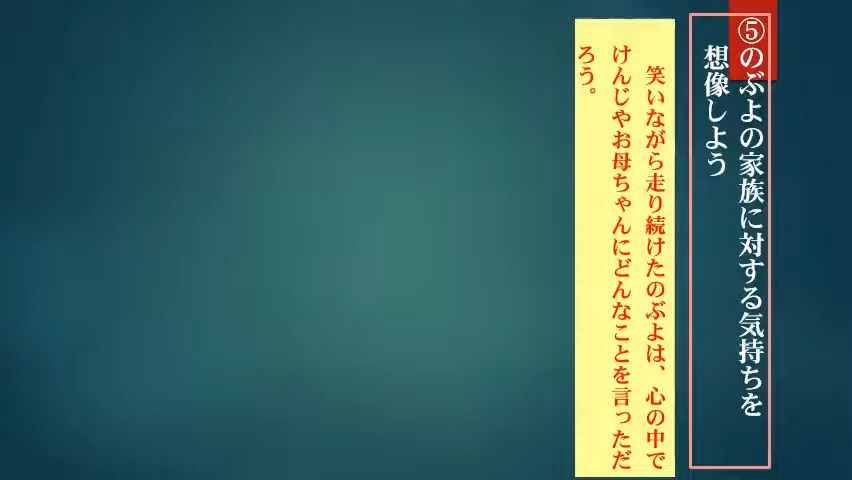 ⑤のぶよの家族に対する気持ちを
想像しよう
笑いながら走り続けたのぶよは、心の中で
けんじやお母ちゃんにどんなことを言っただ
ろう。